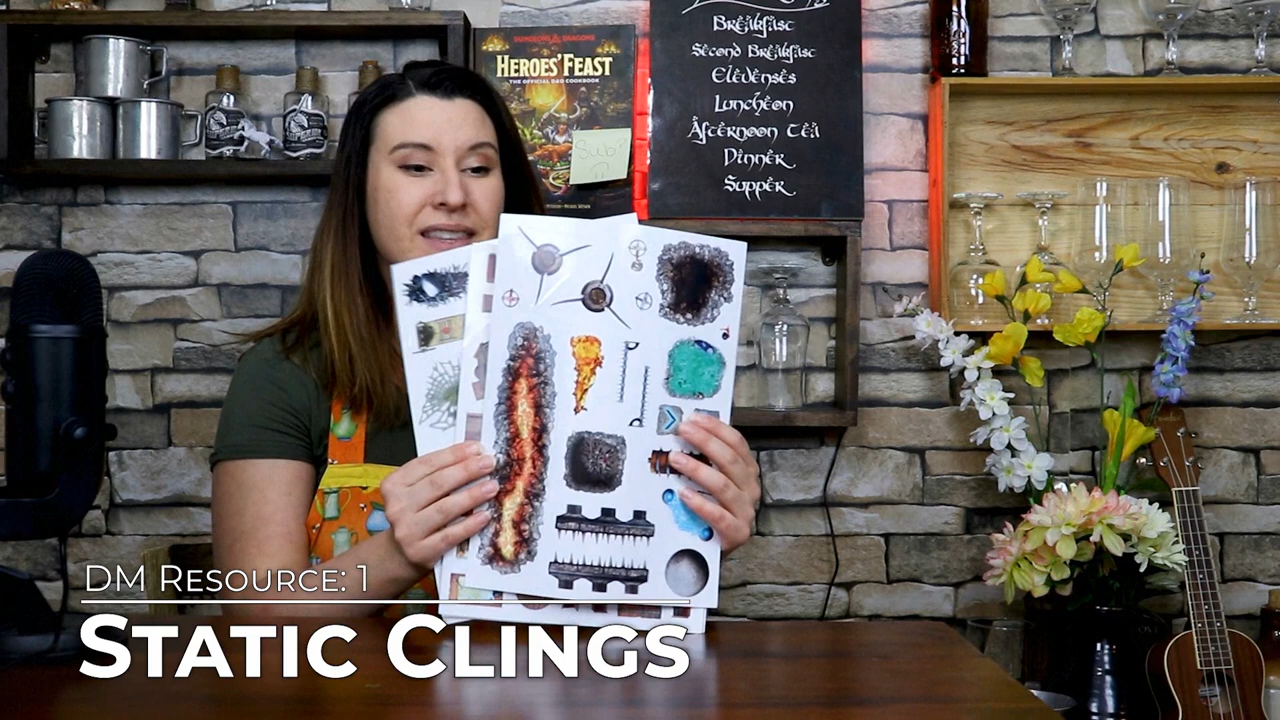 DUNGEONS & DRAGONS
HEROES' FEAST
THE OFFICIAL D&D COOKBOOK
Breakfast
Second Breakfast
Elevenses
Luncheon
Afternoon Tea
Dinner
Supper
DM Resource: 1
Static Clings